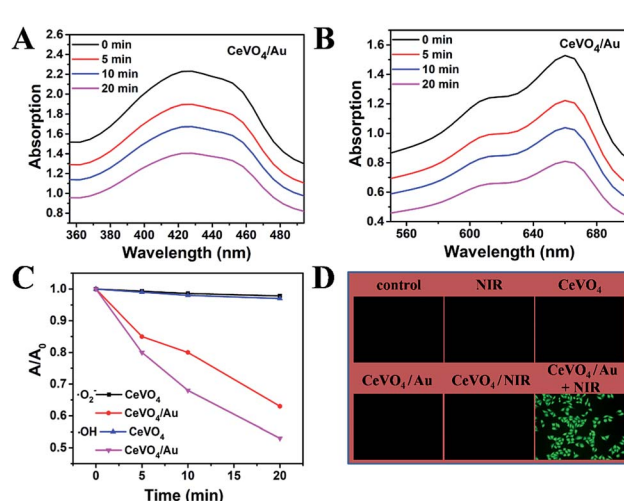 A
CeVO₄/Au
0 min
5 min
10 min
20 min
2.6
2.4
2.2
2.0
1.8
1.6
1.4
1.2
1.0
0.8
Absorption
360 380 400 420 440 460 480
Wavelength (nm)
B
CeVO₄/Au
0 min
5 min
10 min
20 min
1.6
1.4
1.2
1.0
0.8
0.6
0.4
Absorption
560 600 640 680
Wavelength (nm)
C
1.0
0.9
0.8
0.7
0.6
0.5
A/A₀
·O₂⁻ CeVO₄
CeVO₄/Au
·OH CeVO₄
CeVO₄/Au
0 5 10 15 20
Time (min)
D
control NIR CeVO₄
CeVO₄/Au CeVO₄/NIR CeVO₄/Au
+ NIR